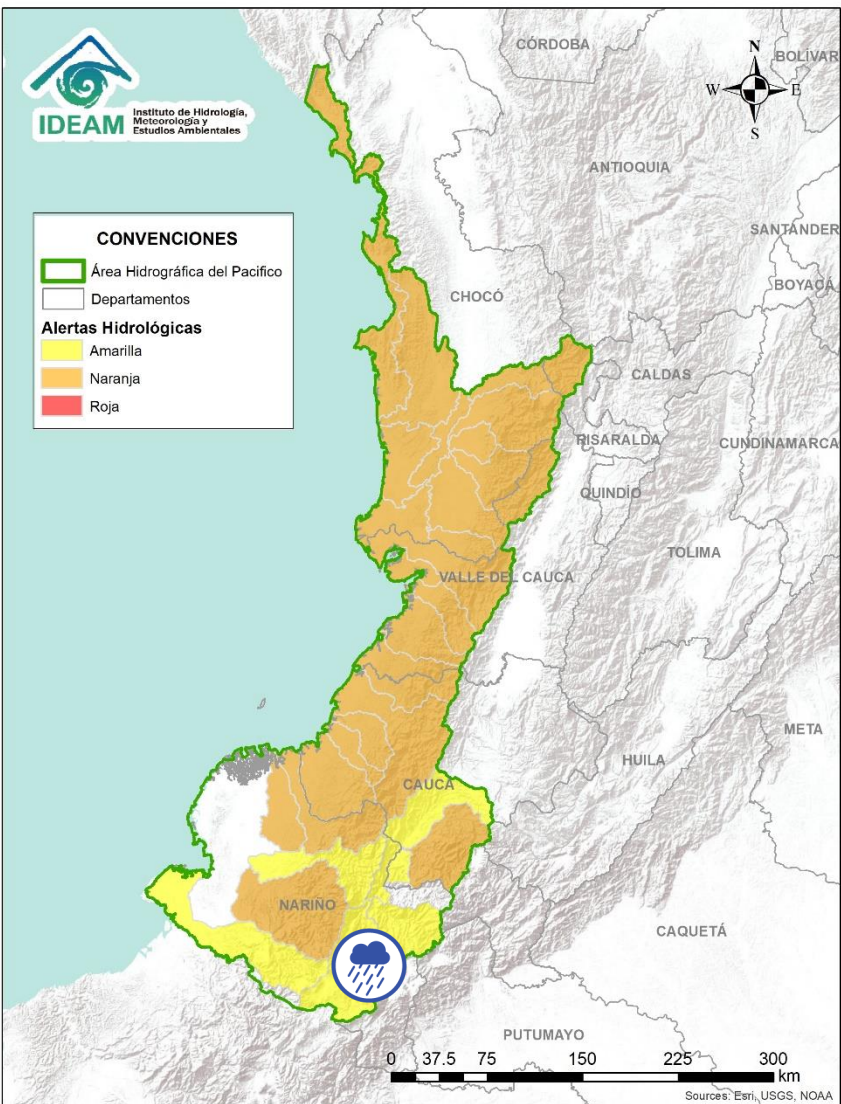 IDEAM
Instituto de Hidrología,
Meteorología y
Estudios Ambientales
N
W
E
S
CÓRDOBA
BOLÍVAR
ANTIOQUIA
SANTANDER
BOYACÁ
CONVENCIONES
Área Hidrográfica del Pacifico
Departamentos
Alertas Hidrológicas
Amarilla
Naranja
Roja
CHOCÓ
CALDAS
RISARALDA
CUNDINAMARCA
QUINDÍO
TOLIMA
VALLE DEL CAUCA
META
HUILA
CAUCA
NARIÑO
CAQUETÁ
PUTUMAYO
0 37.5 75 150 225 300
km
Sources: Esri, USGS, NOAA